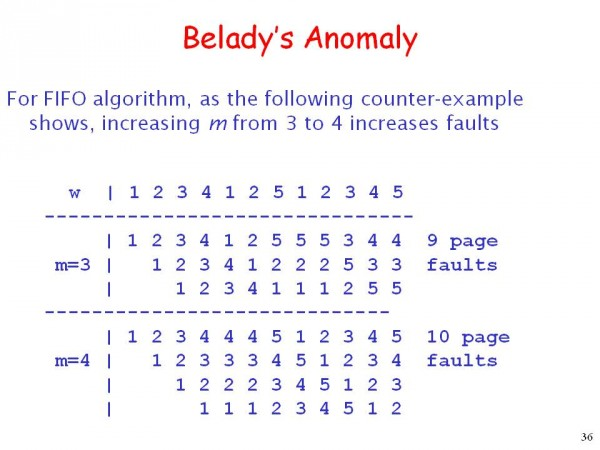 Belady's Anomaly
For FIFO algorithm, as the following counter-example
shows, increasing m from 3 to 4 increases faults
w | 1 2 3 4 1 2 5 1 2 3 4 5
-------------------------------
| 1 2 3 4 1 2 5 5 5 3 4 4 9 page
m=3 | 1 2 3 4 1 2 2 2 5 3 3 faults
| 1 2 3 4 1 1 1 2 5 5
-----------------------------
| 1 2 3 4 4 4 5 1 2 3 4 5 10 page
m=4 | 1 2 3 3 3 4 5 1 2 3 4 faults
| 1 2 2 2 3 4 5 1 2 3
| 1 1 1 2 3 4 5 1 2
36